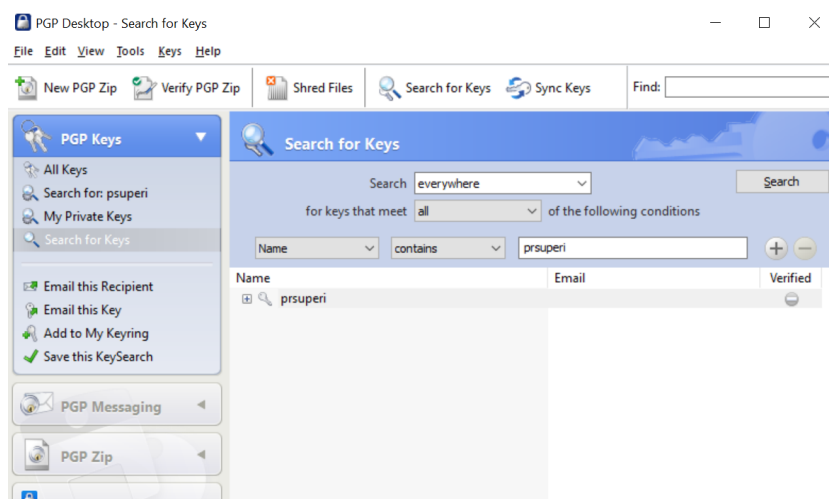 PGP Desktop - Search for Keys
File Edit View Tools Keys Help
New PGP Zip Verify PGP Zip Shred Files Search for Keys Sync Keys Find:
PGP Keys
All Keys
Search for: psuperi
My Private Keys
Search for Keys
Email this Recipient
Email this Key
Add to My Keyring
Save this KeySearch
PGP Messaging
PGP Zip
Search for Keys
Search everywhere Search
for keys that meet all of the following conditions
Name contains prsuperi
Name Email Verified
prsuperi